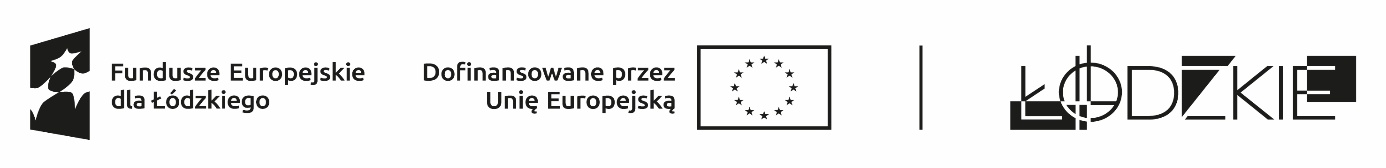 Fundusze Europejskie
dla Łódzkiego
Dofinansowane przez
Unię Europejską
ŁÓDZKIE